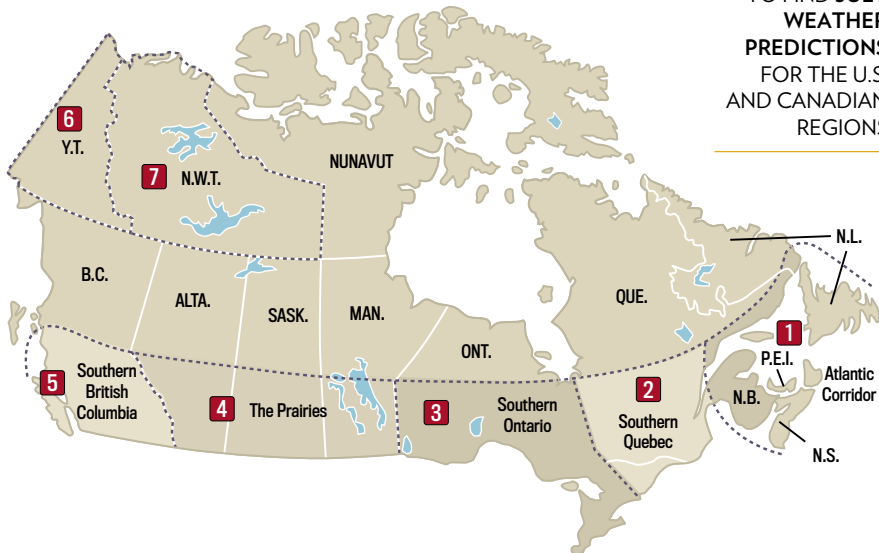 WEATHER
PREDICTIONS
FOR THE U.S.
AND CANADIAN
REGIONS
6
Y.T.
7
N.W.T.
NUNAVUT
N.L.
B.C.
ALTA.
SASK.
MAN.
ONT.
QUE.
1
P.E.I.
Atlantic
Corridor
N.B.
N.S.
5
Southern
British
Columbia
4
The Prairies
3
Southern
Ontario
2
Southern
Quebec